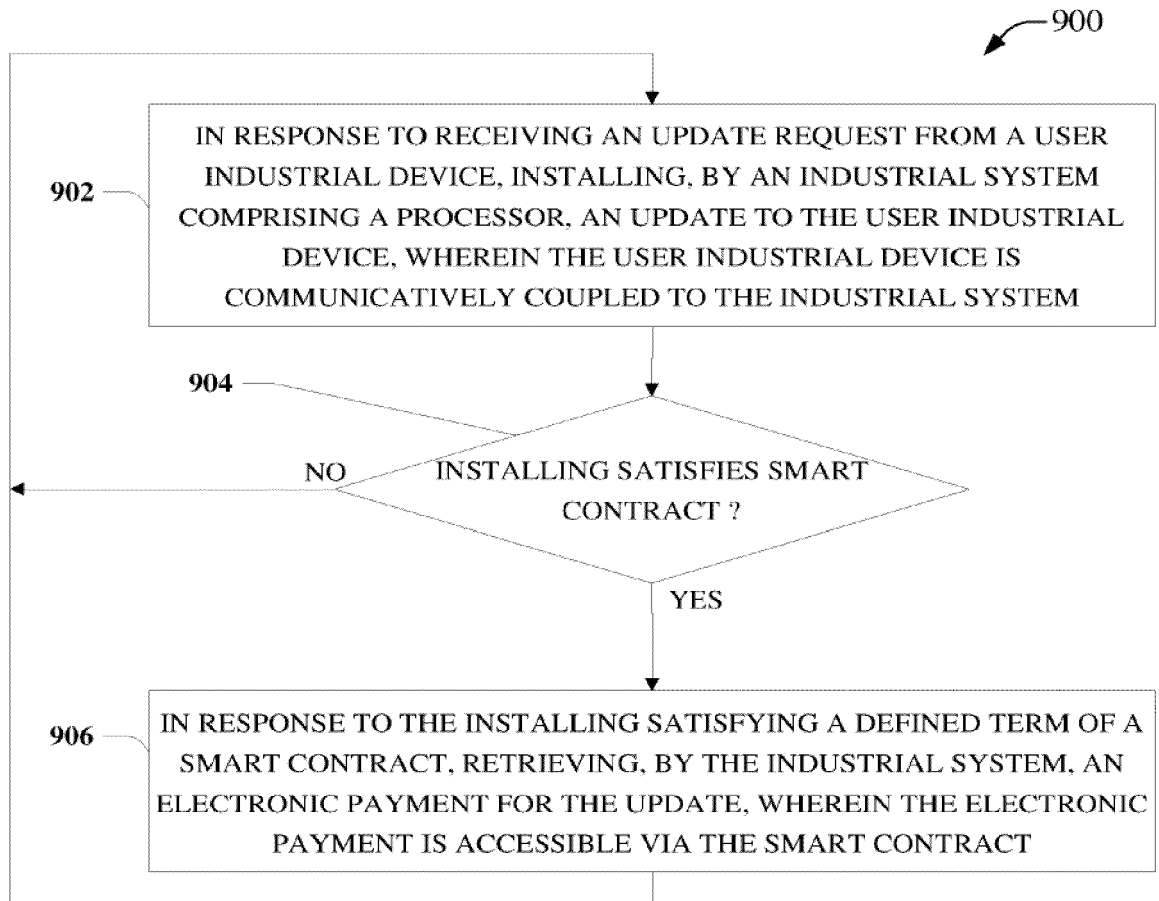 900
902
IN RESPONSE TO RECEIVING AN UPDATE REQUEST FROM A USER
INDUSTRIAL DEVICE, INSTALLING, BY AN INDUSTRIAL SYSTEM
COMPRISING A PROCESSOR, AN UPDATE TO THE USER INDUSTRIAL
DEVICE, WHEREIN THE USER INDUSTRIAL DEVICE IS
COMMUNICATIVELY COUPLED TO THE INDUSTRIAL SYSTEM
904
NO
INSTALLING SATISFIES SMART
CONTRACT ?
YES
906
IN RESPONSE TO THE INSTALLING SATISFYING A DEFINED TERM OF A
SMART CONTRACT, RETRIEVING, BY THE INDUSTRIAL SYSTEM, AN
ELECTRONIC PAYMENT FOR THE UPDATE, WHEREIN THE ELECTRONIC
PAYMENT IS ACCESSIBLE VIA THE SMART CONTRACT